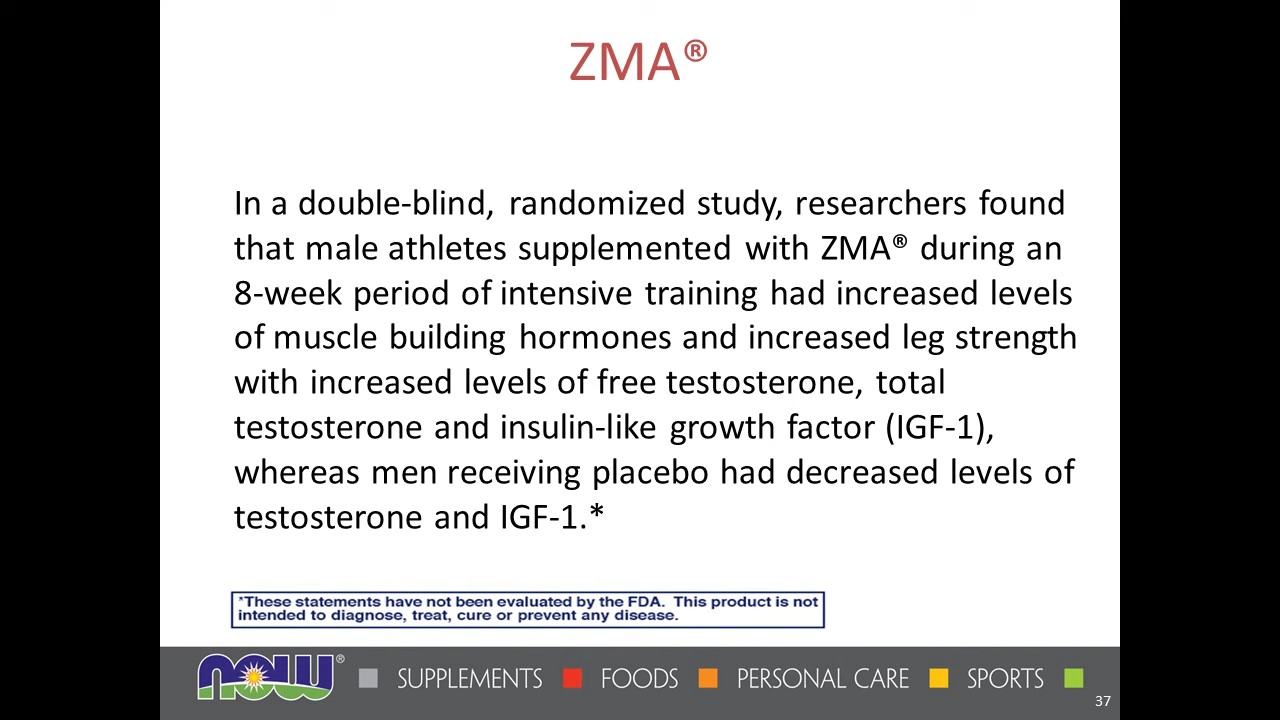 ZMA®
In a double-blind, randomized study, researchers found
that male athletes supplemented with ZMA® during an
8-week period of intensive training had increased levels
of muscle building hormones and increased leg strength
with increased levels of free testosterone, total
testosterone and insulin-like growth factor (IGF-1),
whereas men receiving placebo had decreased levels of
testosterone and IGF-1.*
*These statements have not been evaluated by the FDA. This product is not
intended to diagnose, treat, cure or prevent any disease.
NOW® SUPPLEMENTS FOODS PERSONAL CARE SPORTS
37